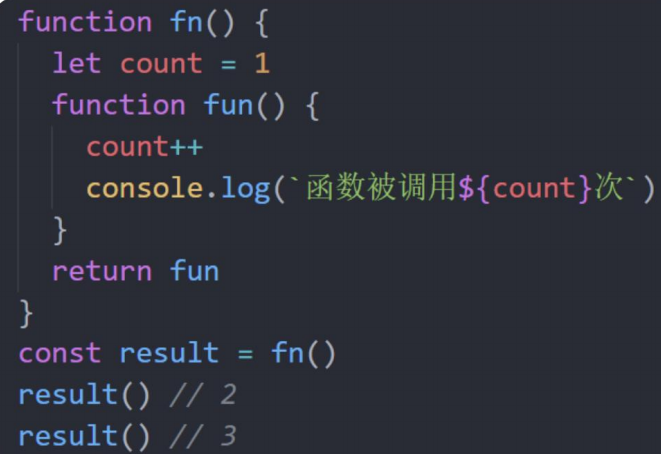 function fn() {
  let count = 1
  function fun() {
    count++
    console.log(`函数被调用${count}次`)
  }
  return fun
}
const result = fn()
result() // 2
result() // 3